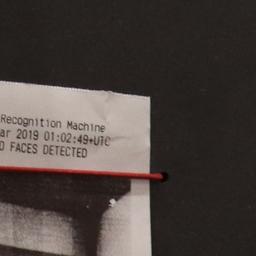 Recognition Machine
ar 2019 01:02:49+UTC
FACES DETECTED